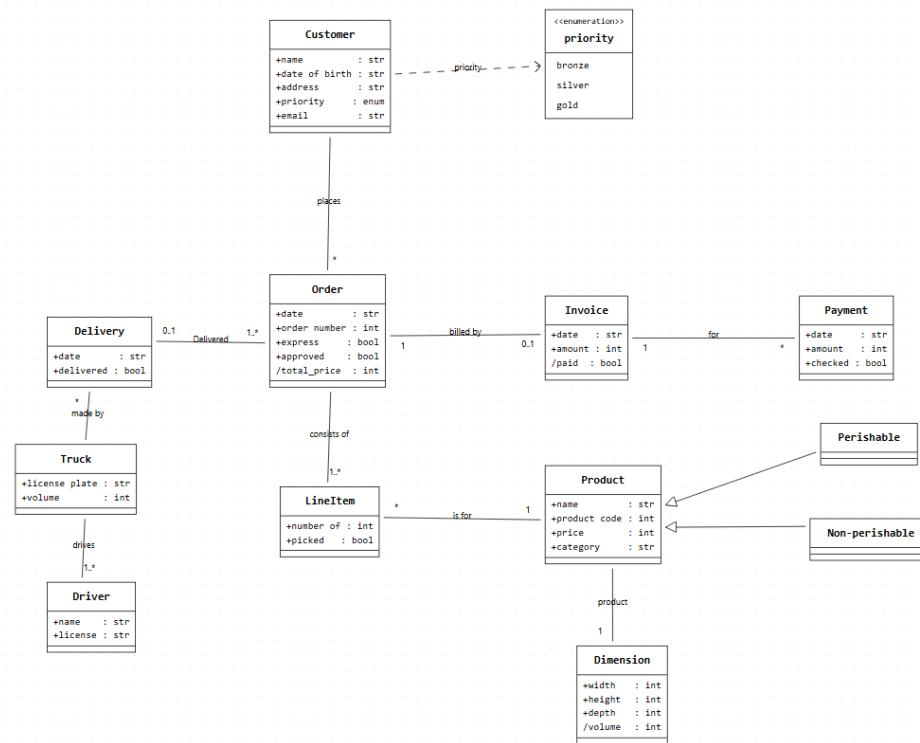 <<enumeration>>
priority
bronze
silver
gold
Customer
+name : str
+date of birth : str
+address : str
+priority : enum
+email : str
priority
places
*
Order
+date : str
+order number : int
+express : bool
+approved : bool
/total_price : int
Delivery
+date : str
+delivered : bool
0..1
Delivered
1..*
1
billed by
0..1
Invoice
+date : str
+amount : int
/paid : bool
1
for
*
Payment
+date : str
+amount : int
+checked : bool
*
made by
Truck
+license plate : str
+volume : int
drives
1..*
Driver
+name : str
+license : str
consists of
1..*
LineItem
+number of : int
+picked : bool
*
is for
1
Product
+name : str
+product code : int
+price : int
+category : str
Perishable
Non-perishable
product
1
Dimension
+width : int
+height : int
+depth : int
/volume : int